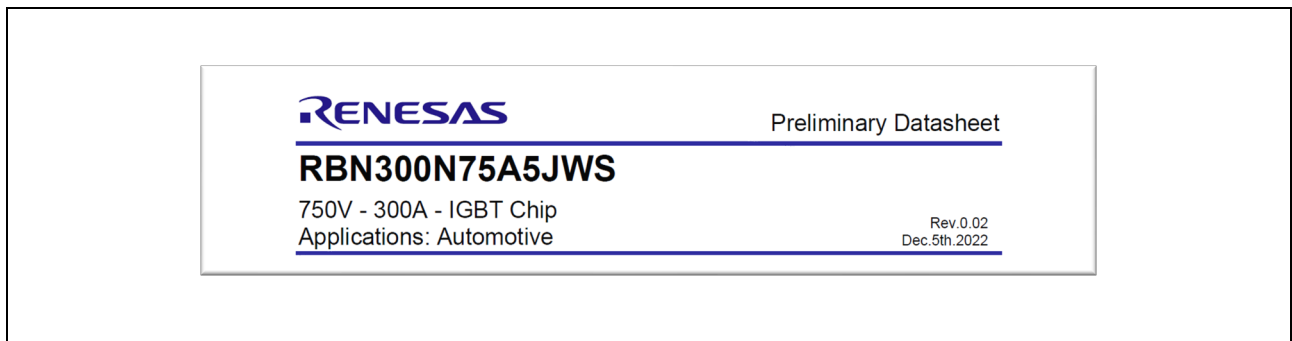 RENESAS
Preliminary Datasheet
RBN300N75A5JWS
750V - 300A - IGBT Chip
Applications: Automotive
Rev.0.02
Dec.5th.2022